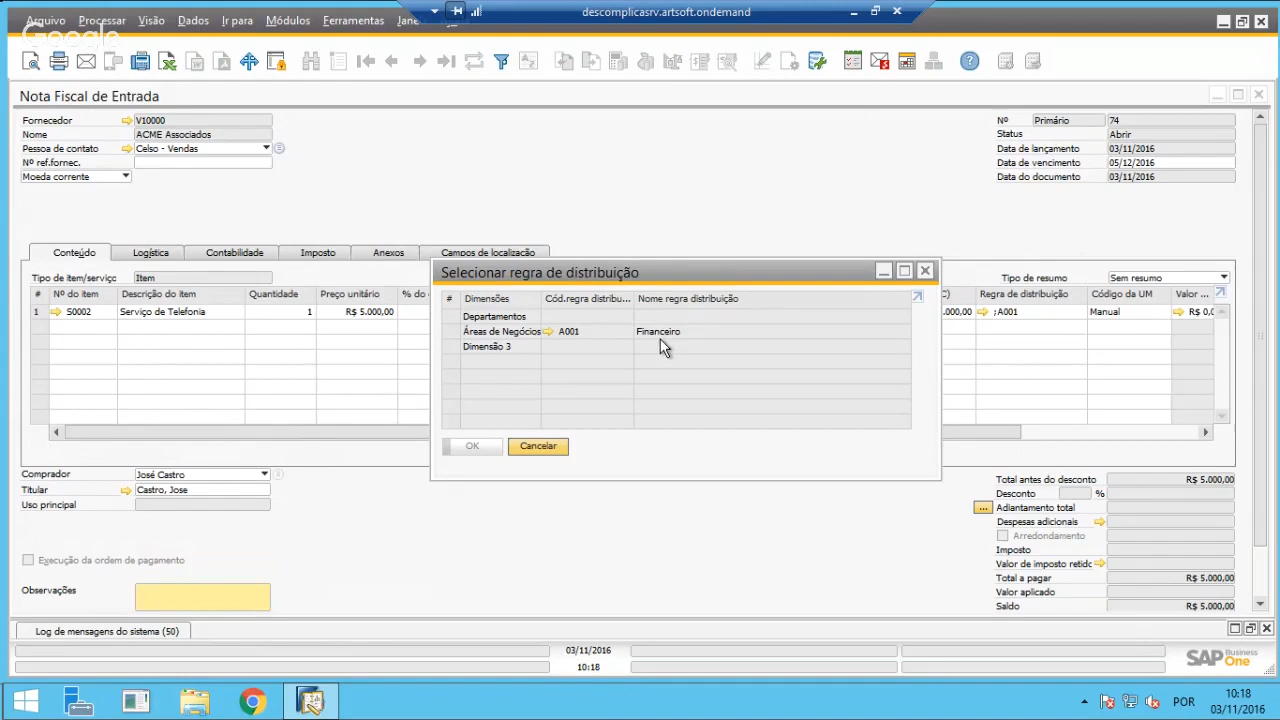 descomplicasrv.artsoft.ondemand
Arquivo Processar Visão Dados Ir para Módulos Ferramentas
Google
Nota Fiscal de Entrada
Fornecedor V10000
Nome ACME Associados
Pessoa de contato Celso - Vendas
Nº ref.fornec.
Moeda corrente
Nº Primário 74
Status Abrir
Data de lançamento 03/11/2016
Data de vencimento 05/12/2016
Data do documento 03/11/2016
Conteúdo Logística Contabilidade Imposto Anexos Campos de localização
Tipo de item/serviço Item
Tipo de resumo Sem resumo
# Nº do item Descrição do item Quantidade Preço unitário % do
Regra de distribuição Código da UM Valor ...
1 S0002 Serviço de Telefonia 1 R$ 5.000,00
.000,00 ;A001 Manual R$ 0,
Selecionar regra de distribuição
# Dimensões Cód.regra distribu... Nome regra distribuição
Departamentos
Áreas de Negócios A001 Financeiro
Dimensão 3
OK Cancelar
Comprador José Castro
Titular Castro, Jose
Uso principal
Execução da ordem de pagamento
Observações
Total antes do desconto R$ 5.000,00
Desconto %
... Adiantamento total
Despesas adicionais
Arredondamento
Imposto
Valor de imposto retido
Total a pagar R$ 5.000,00
Valor aplicado
Saldo R$ 5.000,00
Log de mensagens do sistema (50)
03/11/2016
10:18
SAP Business One
POR
10:18
03/11/2016